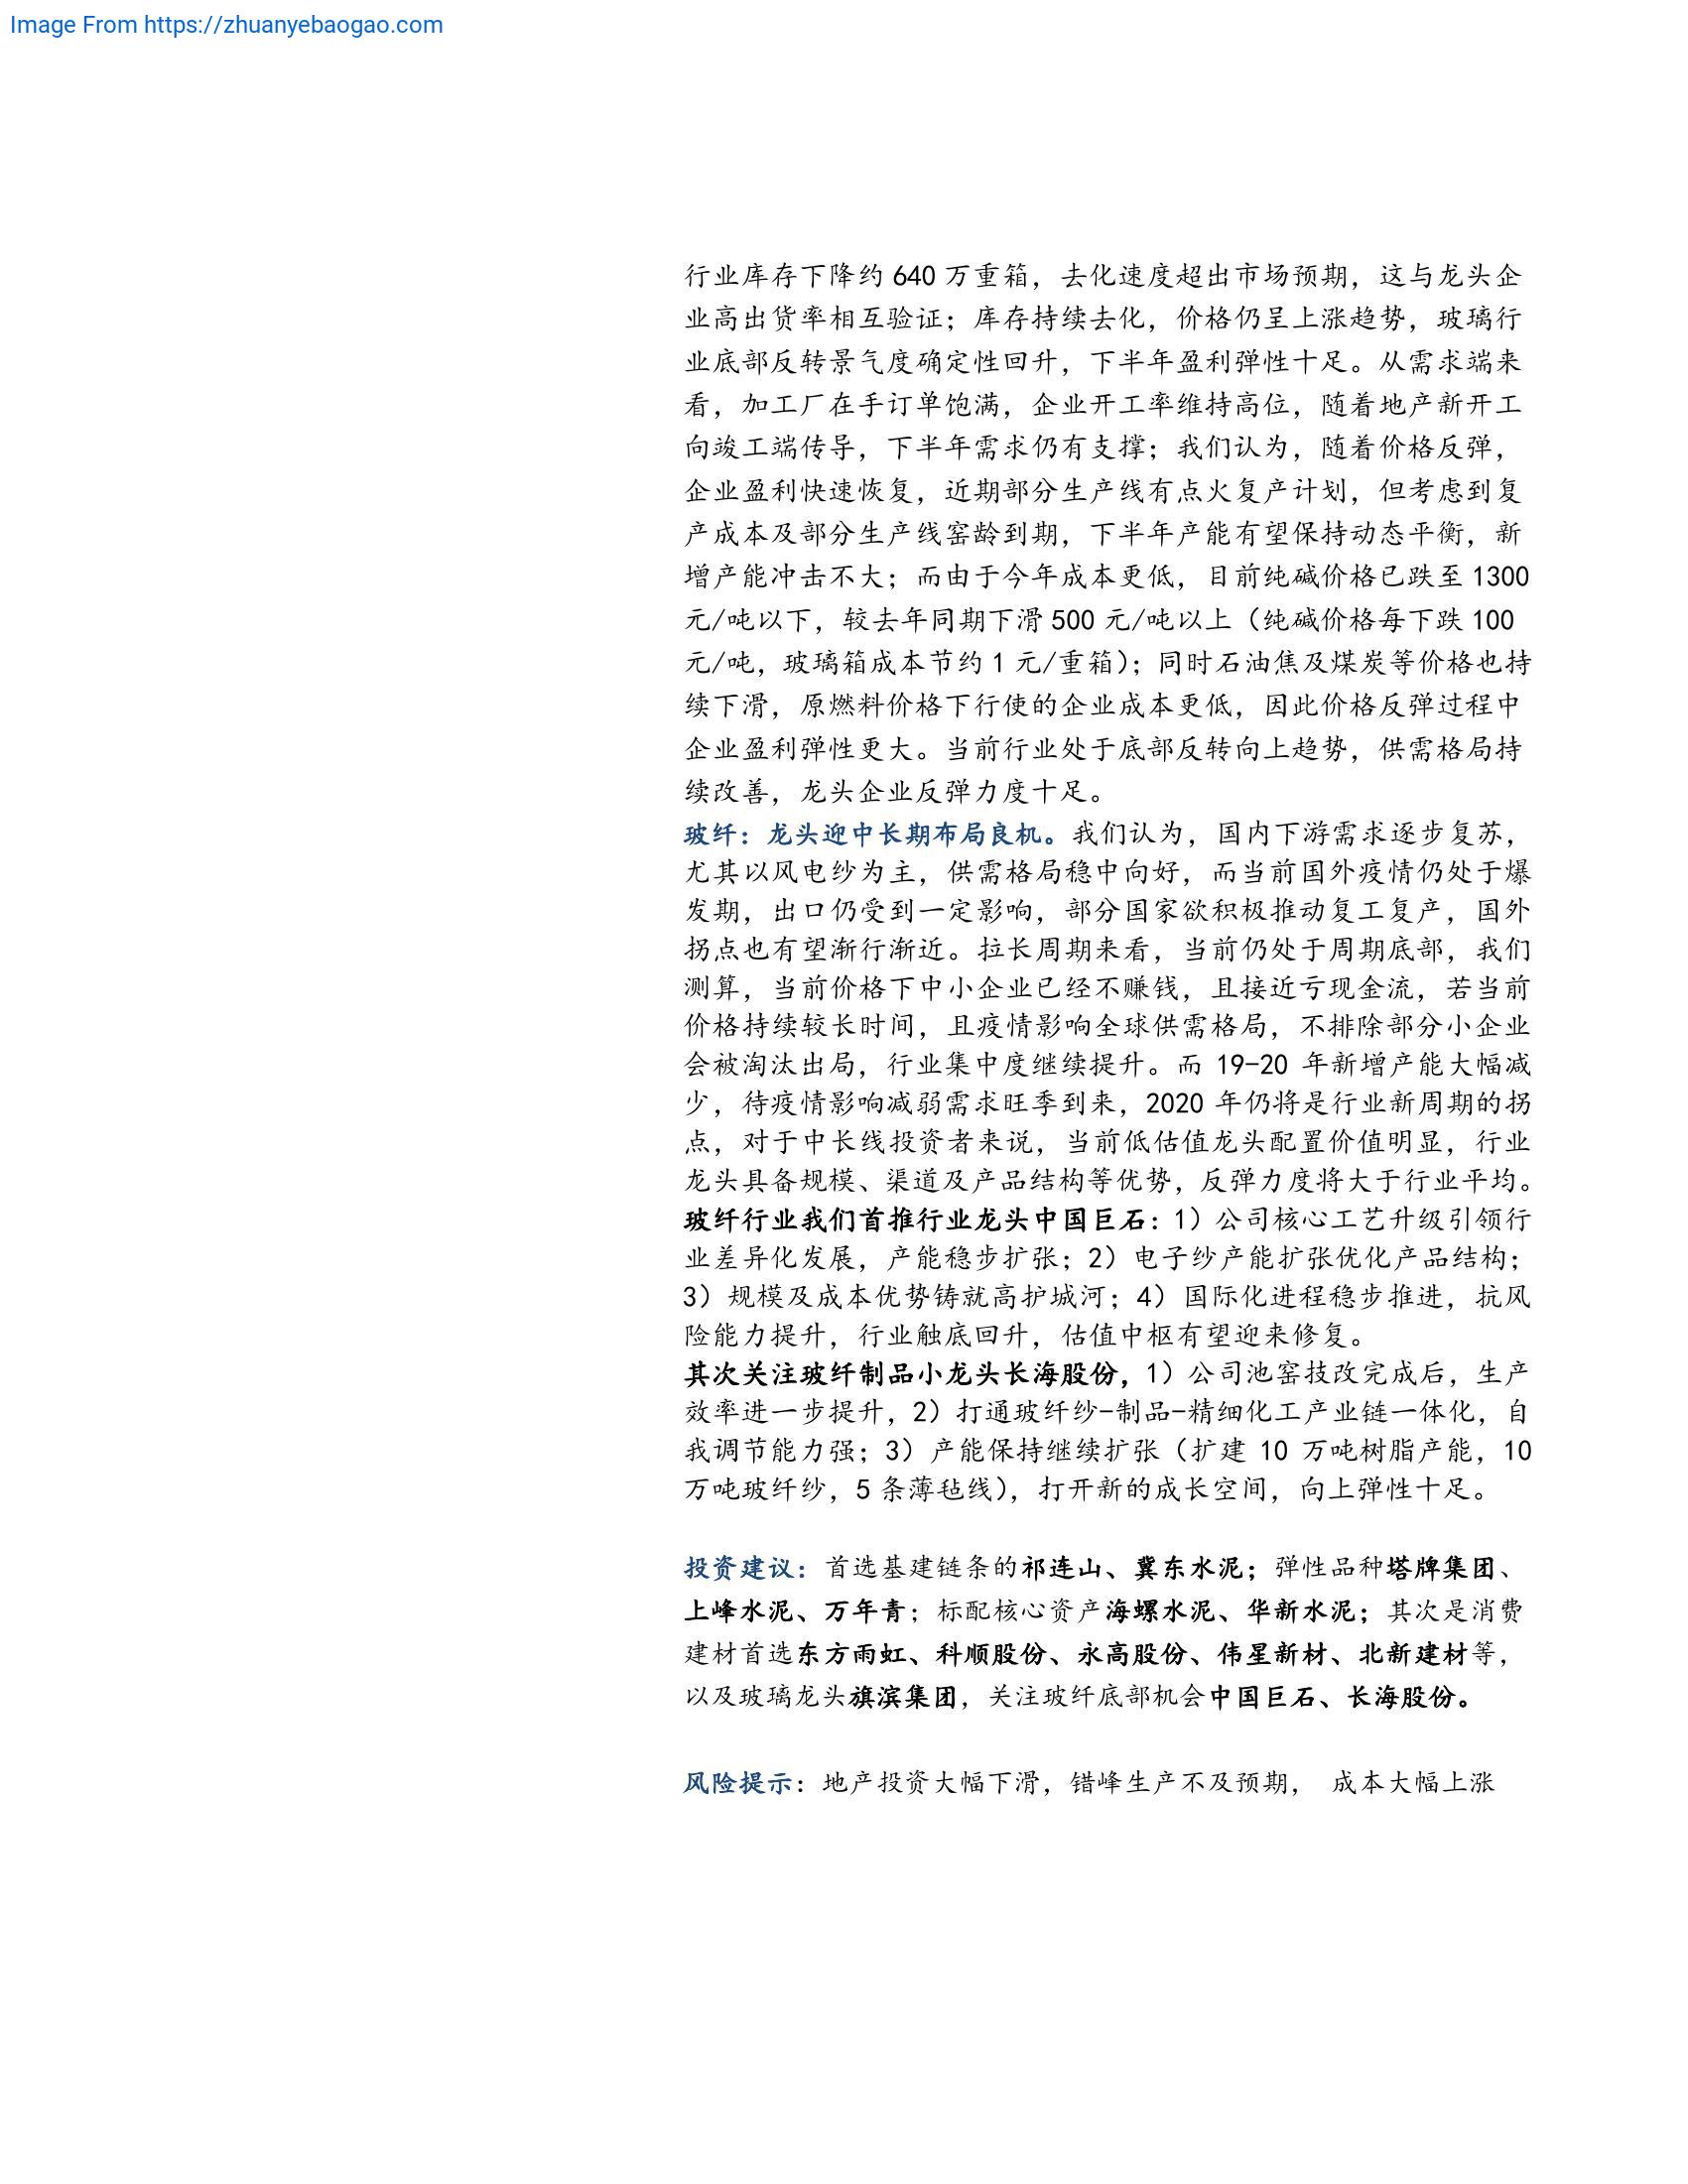 Image From https://zhuanyebaogao.com
行业库存下降约 640 万重箱，去化速度超出市场预期，这与龙头企
业高出货率相互验证；库存持续去化，价格仍呈上涨趋势，玻璃行
业底部反转景气度确定性回升，下半年盈利弹性十足。从需求端来
看，加工厂在手订单饱满，企业开工率维持高位，随着地产新开工
向竣工端传导，下半年需求仍有支撑；我们认为，随着价格反弹，
企业盈利快速恢复，近期部分生产线有点火复产计划，但考虑到复
产成本及部分生产线窑龄到期，下半年产能有望保持动态平衡，新
增产能冲击不大；而由于今年成本更低，目前纯碱价格已跌至 1300
元/吨以下，较去年同期下滑 500 元/吨以上（纯碱价格每下跌 100
元/吨，玻璃箱成本节约 1 元/重箱）；同时石油焦及煤炭等价格也持
续下滑，原燃料价格下行使的企业成本更低，因此价格反弹过程中
企业盈利弹性更大。当前行业处于底部反转向上趋势，供需格局持
续改善，龙头企业反弹力度十足。
玻纤：龙头迎中长期布局良机。我们认为，国内下游需求逐步复苏，
尤其以风电纱为主，供需格局稳中向好，而当前国外疫情仍处于爆
发期，出口仍受到一定影响，部分国家欲积极推动复工复产，国外
拐点也有望渐行渐近。拉长周期来看，当前仍处于周期底部，我们
测算，当前价格下中小企业已经不赚钱，且接近亏现金流，若当前
价格持续较长时间，且疫情影响全球供需格局，不排除部分小企业
会被淘汰出局，行业集中度继续提升。而 19-20 年新增产能大幅减
少，待疫情影响减弱需求旺季到来，2020 年仍将是行业新周期的拐
点，对于中长线投资者来说，当前低估值龙头配置价值明显，行业
龙头具备规模、渠道及产品结构等优势，反弹力度将大于行业平均。
玻纤行业我们首推行业龙头中国巨石：1）公司核心工艺升级引领行
业差异化发展，产能稳步扩张；2）电子纱产能扩张优化产品结构；
3）规模及成本优势铸就高护城河；4）国际化进程稳步推进，抗风
险能力提升，行业触底回升，估值中枢有望迎来修复。
其次关注玻纤制品小龙头长海股份，1）公司池窑技改完成后，生产
效率进一步提升，2）打通玻纤纱-制品-精细化工产业链一体化，自
我调节能力强；3）产能保持继续扩张（扩建 10 万吨树脂产能，10
万吨玻纤纱，5 条薄毡线），打开新的成长空间，向上弹性十足。
投资建议：首选基建链条的祁连山、冀东水泥；弹性品种塔牌集团、
上峰水泥、万年青；标配核心资产海螺水泥、华新水泥；其次是消费
建材首选东方雨虹、科顺股份、永高股份、伟星新材、北新建材等，
以及玻璃龙头旗滨集团，关注玻纤底部机会中国巨石、长海股份。
风险提示：地产投资大幅下滑，错峰生产不及预期， 成本大幅上涨